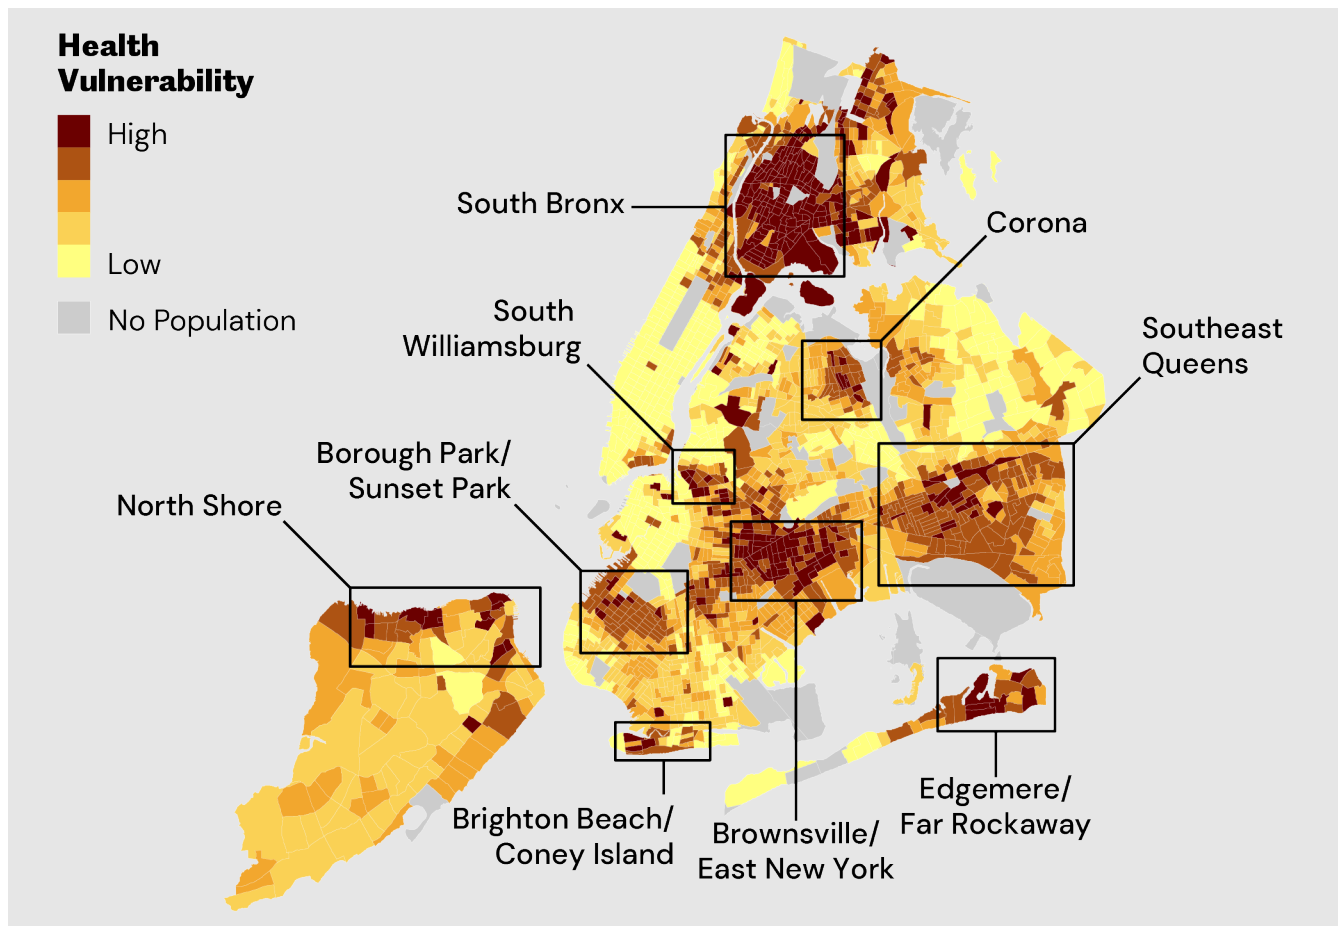 Health
Vulnerability
High
Low
No Population
South Bronx
Corona
South
Williamsburg
Southeast
Queens
Borough Park/
Sunset Park
North Shore
Brighton Beach/
Coney Island
Brownsville/
East New York
Edgemere/
Far Rockaway